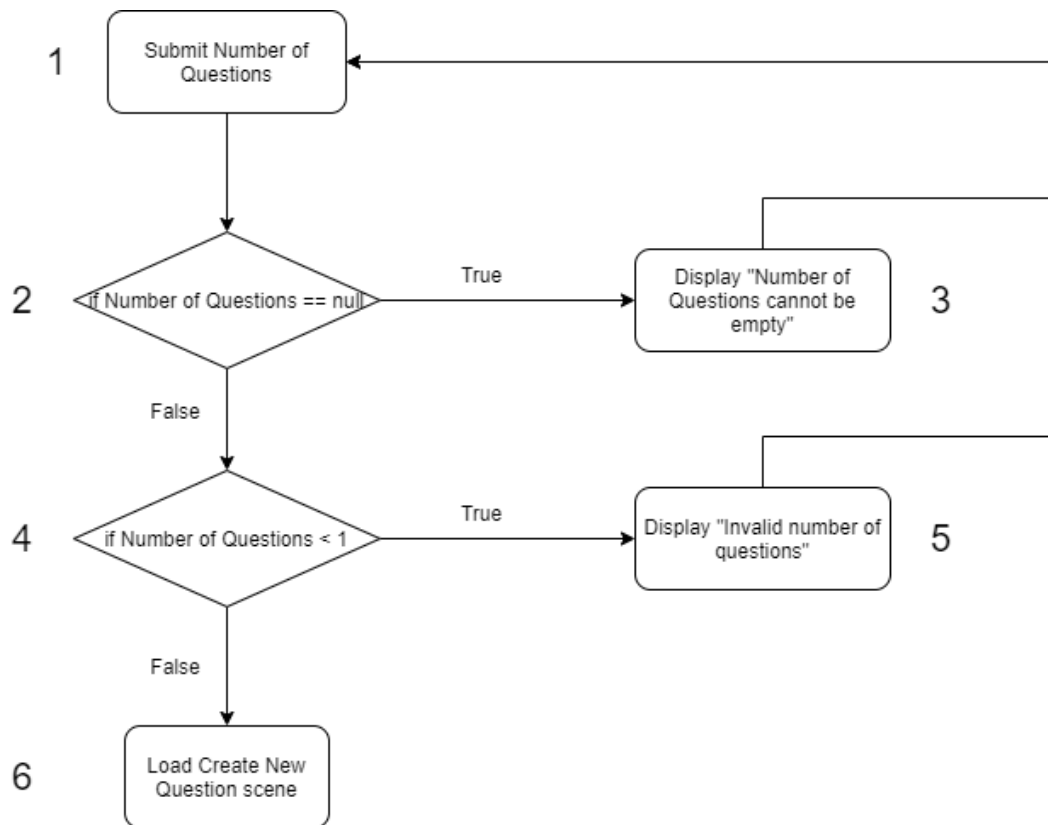 1
Submit Number of
Questions
2
if Number of Questions == null
True
Display "Number of
Questions cannot be
empty"
3
False
4
if Number of Questions < 1
True
Display "Invalid number of
questions"
5
False
6
Load Create New
Question scene